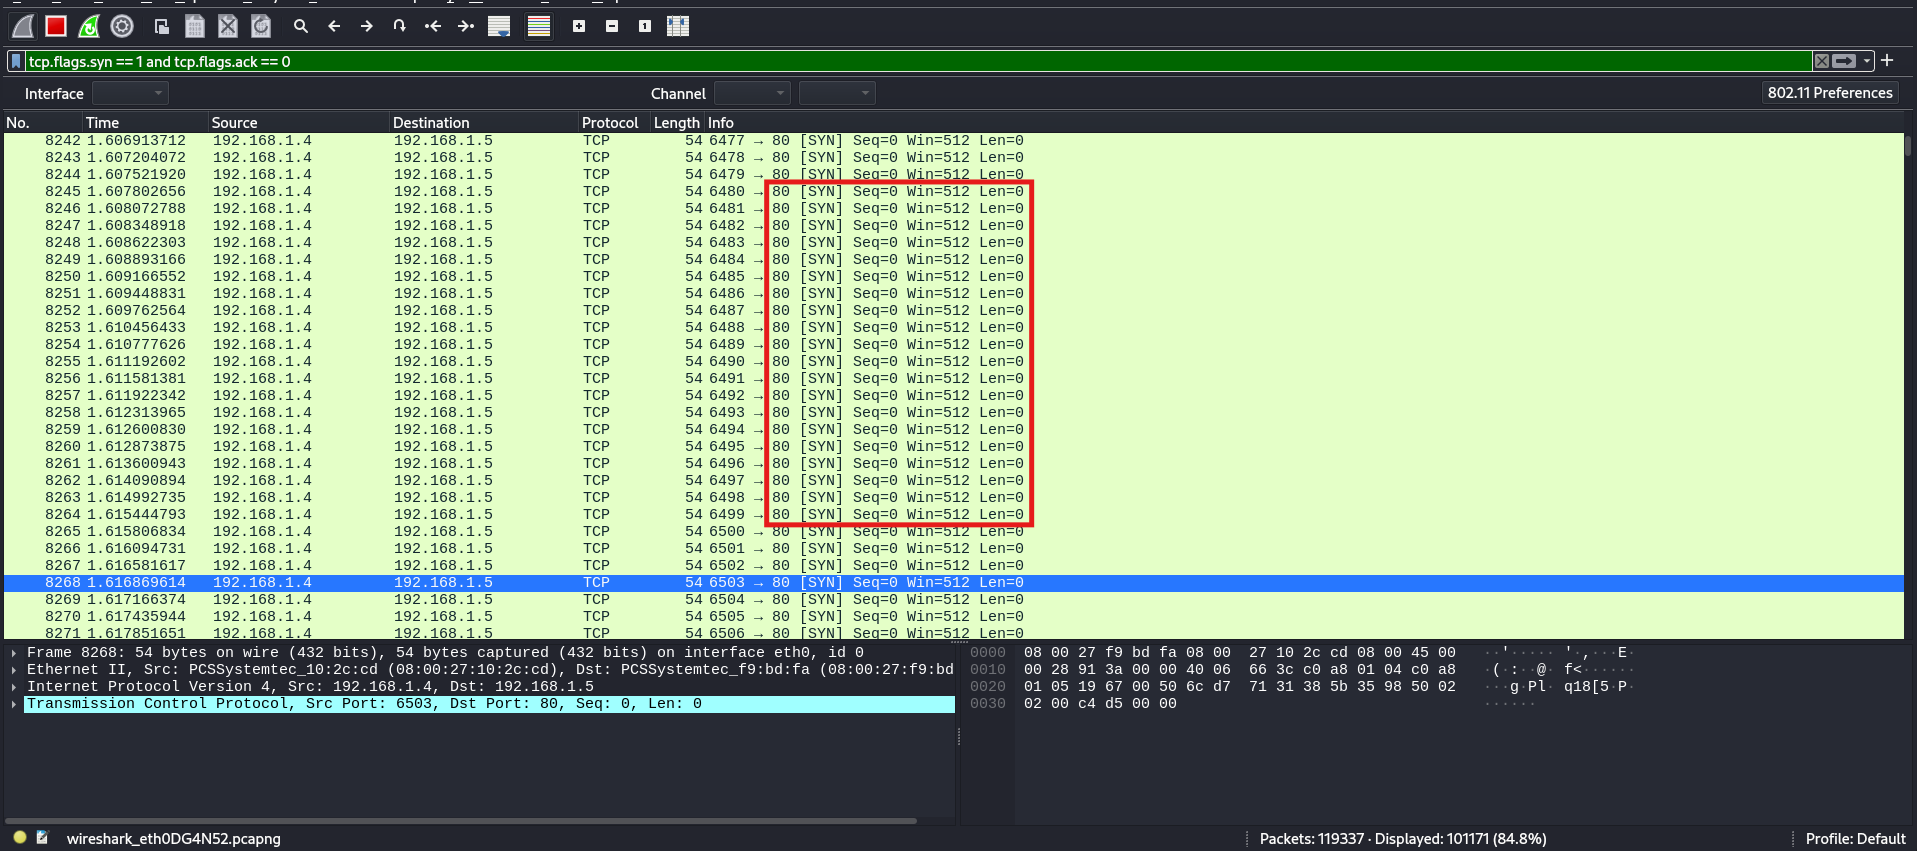 tcp.flags.syn == 1 and tcp.flags.ack == 0
Interface Channel 802.11 Preferences
No. Time Source Destination Protocol Length Info
8242 1.606913712 192.168.1.4 192.168.1.5 TCP 54 6477 → 80 [SYN] Seq=0 Win=512 Len=0
8243 1.607204072 192.168.1.4 192.168.1.5 TCP 54 6478 → 80 [SYN] Seq=0 Win=512 Len=0
8244 1.607521920 192.168.1.4 192.168.1.5 TCP 54 6479 → 80 [SYN] Seq=0 Win=512 Len=0
8245 1.607802656 192.168.1.4 192.168.1.5 TCP 54 6480 → 80 [SYN] Seq=0 Win=512 Len=0
8246 1.608072788 192.168.1.4 192.168.1.5 TCP 54 6481 → 80 [SYN] Seq=0 Win=512 Len=0
8247 1.608348918 192.168.1.4 192.168.1.5 TCP 54 6482 → 80 [SYN] Seq=0 Win=512 Len=0
8248 1.608622303 192.168.1.4 192.168.1.5 TCP 54 6483 → 80 [SYN] Seq=0 Win=512 Len=0
8249 1.608893166 192.168.1.4 192.168.1.5 TCP 54 6484 → 80 [SYN] Seq=0 Win=512 Len=0
8250 1.609166552 192.168.1.4 192.168.1.5 TCP 54 6485 → 80 [SYN] Seq=0 Win=512 Len=0
8251 1.609448831 192.168.1.4 192.168.1.5 TCP 54 6486 → 80 [SYN] Seq=0 Win=512 Len=0
8252 1.609762564 192.168.1.4 192.168.1.5 TCP 54 6487 → 80 [SYN] Seq=0 Win=512 Len=0
8253 1.610456433 192.168.1.4 192.168.1.5 TCP 54 6488 → 80 [SYN] Seq=0 Win=512 Len=0
8254 1.610777626 192.168.1.4 192.168.1.5 TCP 54 6489 → 80 [SYN] Seq=0 Win=512 Len=0
8255 1.611192602 192.168.1.4 192.168.1.5 TCP 54 6490 → 80 [SYN] Seq=0 Win=512 Len=0
8256 1.611581381 192.168.1.4 192.168.1.5 TCP 54 6491 → 80 [SYN] Seq=0 Win=512 Len=0
8257 1.611922342 192.168.1.4 192.168.1.5 TCP 54 6492 → 80 [SYN] Seq=0 Win=512 Len=0
8258 1.612313965 192.168.1.4 192.168.1.5 TCP 54 6493 → 80 [SYN] Seq=0 Win=512 Len=0
8259 1.612600830 192.168.1.4 192.168.1.5 TCP 54 6494 → 80 [SYN] Seq=0 Win=512 Len=0
8260 1.612873875 192.168.1.4 192.168.1.5 TCP 54 6495 → 80 [SYN] Seq=0 Win=512 Len=0
8261 1.613600943 192.168.1.4 192.168.1.5 TCP 54 6496 → 80 [SYN] Seq=0 Win=512 Len=0
8262 1.614090894 192.168.1.4 192.168.1.5 TCP 54 6497 → 80 [SYN] Seq=0 Win=512 Len=0
8263 1.614992735 192.168.1.4 192.168.1.5 TCP 54 6498 → 80 [SYN] Seq=0 Win=512 Len=0
8264 1.615444793 192.168.1.4 192.168.1.5 TCP 54 6499 → 80 [SYN] Seq=0 Win=512 Len=0
8265 1.615806834 192.168.1.4 192.168.1.5 TCP 54 6500 → 80 [SYN] Seq=0 Win=512 Len=0
8266 1.616094731 192.168.1.4 192.168.1.5 TCP 54 6501 → 80 [SYN] Seq=0 Win=512 Len=0
8267 1.616581617 192.168.1.4 192.168.1.5 TCP 54 6502 → 80 [SYN] Seq=0 Win=512 Len=0
8268 1.616869614 192.168.1.4 192.168.1.5 TCP 54 6503 → 80 [SYN] Seq=0 Win=512 Len=0
8269 1.617166374 192.168.1.4 192.168.1.5 TCP 54 6504 → 80 [SYN] Seq=0 Win=512 Len=0
8270 1.617435944 192.168.1.4 192.168.1.5 TCP 54 6505 → 80 [SYN] Seq=0 Win=512 Len=0
8271 1.617851651 192.168.1.4 192.168.1.5 TCP 54 6506 → 80 [SYN] Seq=0 Win=512 Len=0
Frame 8268: 54 bytes on wire (432 bits), 54 bytes captured (432 bits) on interface eth0, id 0
Ethernet II, Src: PCSSystemtec_10:2c:cd (08:00:27:10:2c:cd), Dst: PCSSystemtec_f9:bd:fa (08:00:27:f9:bd
Internet Protocol Version 4, Src: 192.168.1.4, Dst: 192.168.1.5
Transmission Control Protocol, Src Port: 6503, Dst Port: 80, Seq: 0, Len: 0
0000 08 00 27 f9 bd fa 08 00 27 10 2c cd 08 00 45 00 ··'····· '·,···E·
0010 00 28 91 3a 00 00 40 06 66 3c c0 a8 01 04 c0 a8 ·(·:··@· f<······
0020 01 05 19 67 00 50 6c d7 71 31 38 5b 35 98 50 02 ···g·Pl· q18[5·P·
0030 02 00 c4 d5 00 00 ······
wireshark_eth0DG4N52.pcapng Packets: 119337 · Displayed: 101171 (84.8%) Profile: Default